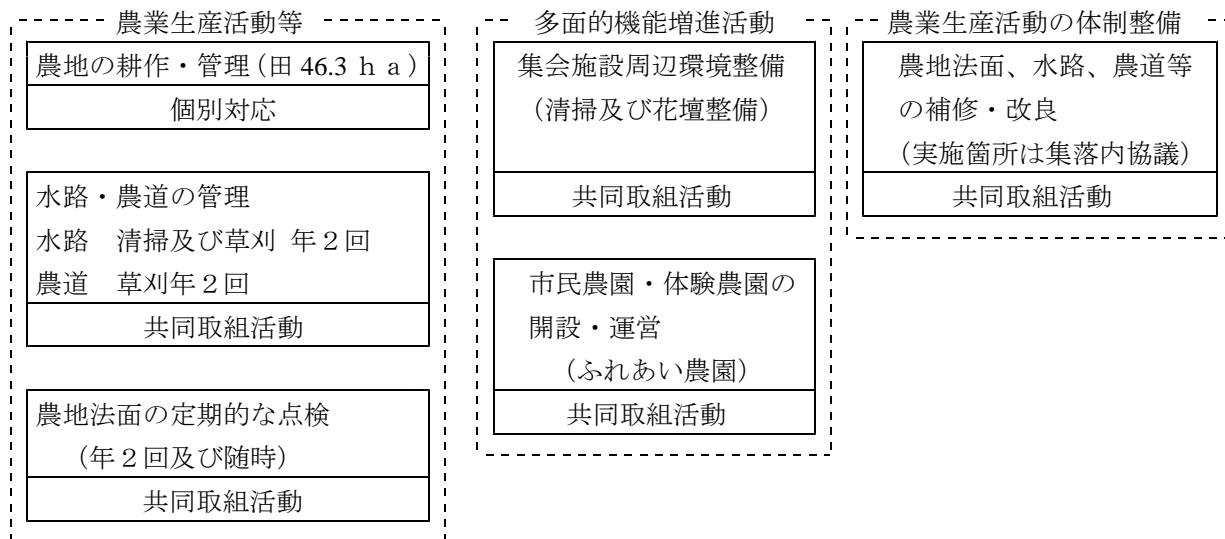 農業生産活動等
農地の耕作・管理（田 46.3 ｈａ）
個別対応
水路・農道の管理
水路　清掃及び草刈 年２回
農道　草刈年２回
共同取組活動
農地法面の定期的な点検
（年２回及び随時）
共同取組活動
多面的機能増進活動
集会施設周辺環境整備
（清掃及び花壇整備）
共同取組活動
市民農園・体験農園の
開設・運営
（ふれあい農園）
共同取組活動
農業生産活動の体制整備
農地法面、水路、農道等
の補修・改良
（実施箇所は集落内協議）
共同取組活動